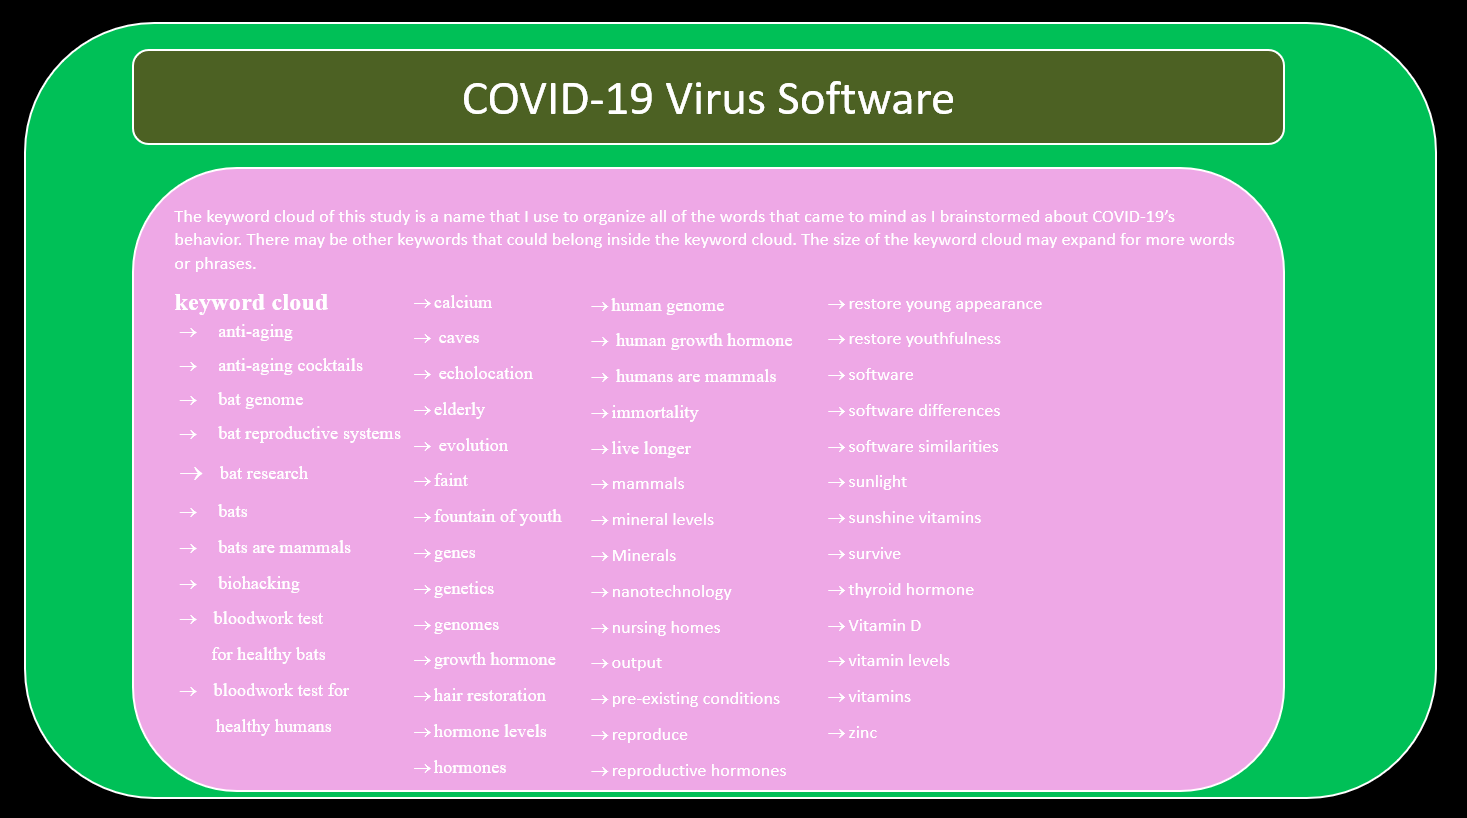 COVID-19 Virus Software
The keyword cloud of this study is a name that I use to organize all of the words that came to mind as I brainstormed about COVID-19’s
behavior. There may be other keywords that could belong inside the keyword cloud. The size of the keyword cloud may expand for more words
or phrases.
keyword cloud
→ anti-aging
→ anti-aging cocktails
→ bat genome
→ bat reproductive systems
→ bat research
→ bats
→ bats are mammals
→ biohacking
→ bloodwork test
for healthy bats
→ bloodwork test for
healthy humans
→ calcium
→ caves
→ echolocation
→ elderly
→ evolution
→ faint
→ fountain of youth
→ genes
→ genetics
→ genomes
→ growth hormone
→ hair restoration
→ hormone levels
→ hormones
→ human genome
→ human growth hormone
→ humans are mammals
→ immortality
→ live longer
→ mammals
→ mineral levels
→ Minerals
→ nanotechnology
→ nursing homes
→ output
→ pre-existing conditions
→ reproduce
→ reproductive hormones
→ restore young appearance
→ restore youthfulness
→ software
→ software differences
→ software similarities
→ sunlight
→ sunshine vitamins
→ survive
→ thyroid hormone
→ Vitamin D
→ vitamin levels
→ vitamins
→ zinc